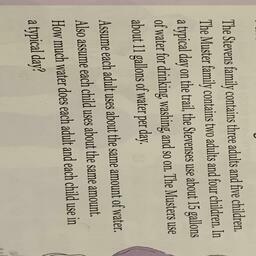 The Stevens family contains three adults and five children.
The Muster family contains two adults and four children. In
a typical day on the trail, the Stevenses use about 15 gallons
of water for drinking, washing, and so on. The Musters use
about 11 gallons of water per day.
Assume each adult uses about the same amount of water.
Also assume each child uses about the same amount.
How much water does each adult and each child use in
a typical day?